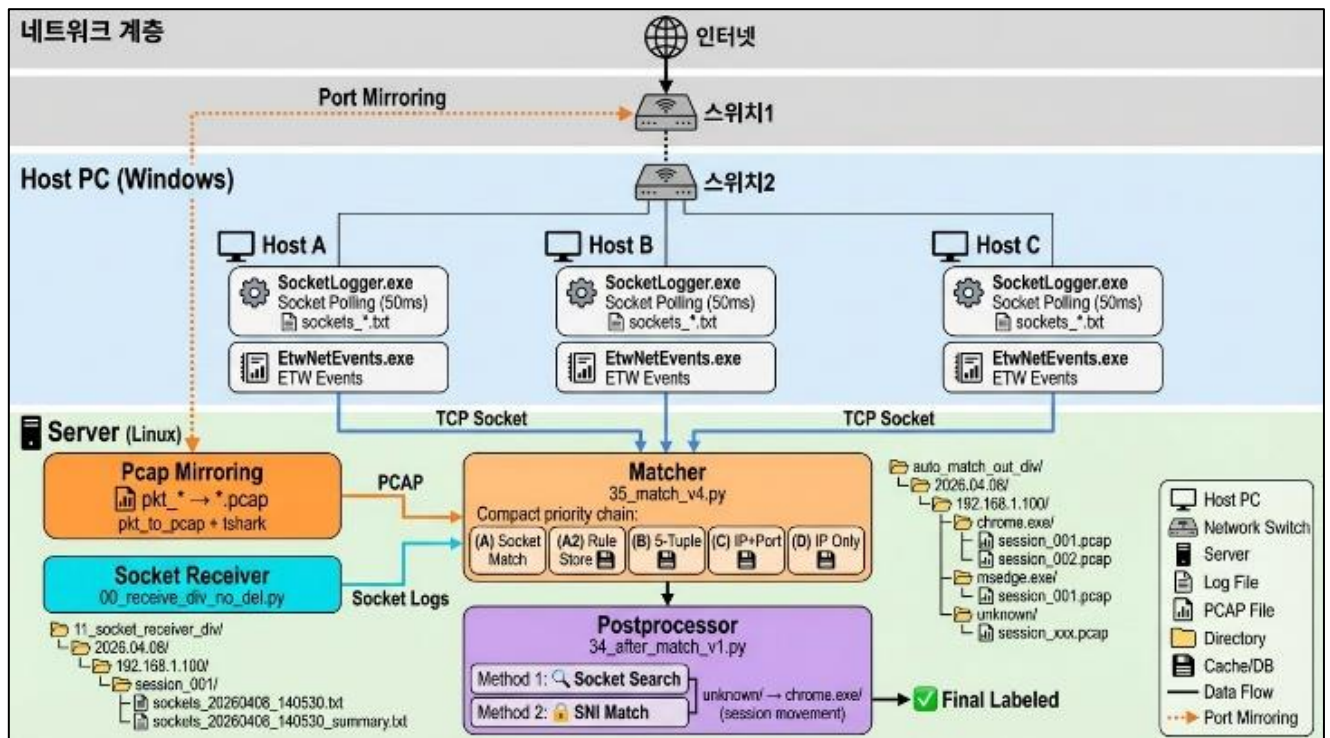 네트워크 계층
인터넷
Port Mirroring
스위치1
Host PC (Windows)
스위치2
Host A
SocketLogger.exe
Socket Polling (50ms)
sockets_*.txt
EtwNetEvents.exe
ETW Events
Host B
SocketLogger.exe
Socket Polling (50ms)
sockets_*.txt
EtwNetEvents.exe
ETW Events
Host C
SocketLogger.exe
Socket Polling (50ms)
sockets_*.txt
EtwNetEvents.exe
ETW Events
TCP Socket
TCP Socket
Server (Linux)
Pcap Mirroring
pkt_* → *.pcap
pkt_to_pcap + tshark
PCAP
Socket Receiver
00_receive_div_no_del.py
Socket Logs
11_socket_receiver_div/
2026.04.08/
192.168.1.100/
session_001/
sockets_20260408_140530.txt
sockets_20260408_140530_summary.txt
Matcher
35_match_v4.py
Compact priority chain:
(A) Socket
Match
(A2) Rule
Store
(B) 5-Tuple
(C) IP+Port
(D) IP Only
Postprocessor
34_after_match_v1.py
Method 1: Socket Search
Method 2: SNI Match
unknown/ → chrome.exe/
(session movement)
Final Labeled
auto_match_out_div/
2026.04.08/
192.168.1.100/
chrome.exe/
session_001.pcap
session_002.pcap
msedge.exe/
session_001.pcap
unknown/
session_xxx.pcap
Host PC
Network Switch
Server
Log File
PCAP File
Directory
Cache/DB
Data Flow
Port Mirroring